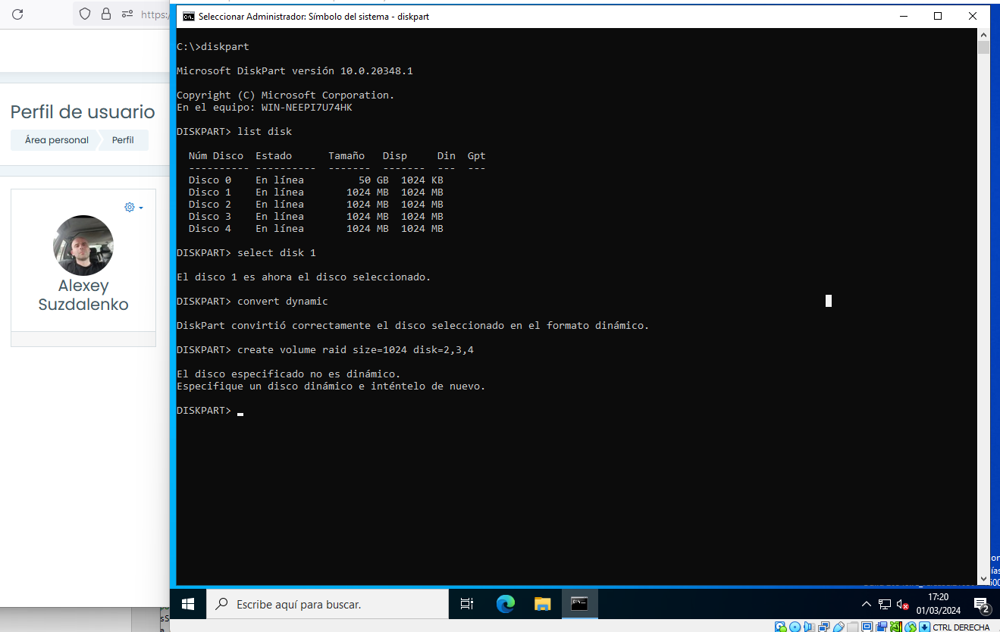 https:/
Perfil de usuario
Área personal
Perfil
Alexey
Suzdalenko
Seleccionar Administrador: Símbolo del sistema - diskpart
C:\>diskpart
Microsoft DiskPart versión 10.0.20348.1
Copyright (C) Microsoft Corporation.
En el equipo: WIN-NEEPI7U74HK
DISKPART> list disk
Núm Disco  Estado      Tamaño   Disp     Din  Gpt
---------- ----------  -------  -------  ---  ---
Disco 0    En línea         50 GB  1024 KB
Disco 1    En línea       1024 MB  1024 MB
Disco 2    En línea       1024 MB  1024 MB
Disco 3    En línea       1024 MB  1024 MB
Disco 4    En línea       1024 MB  1024 MB
DISKPART> select disk 1
El disco 1 es ahora el disco seleccionado.
DISKPART> convert dynamic
DiskPart convirtió correctamente el disco seleccionado en el formato dinámico.
DISKPART> create volume raid size=1024 disk=2,3,4
El disco especificado no es dinámico.
Especifique un disco dinámico e inténtelo de nuevo.
DISKPART>
Escribe aquí para buscar.
17:20
01/03/2024
2
CTRL DERECHA